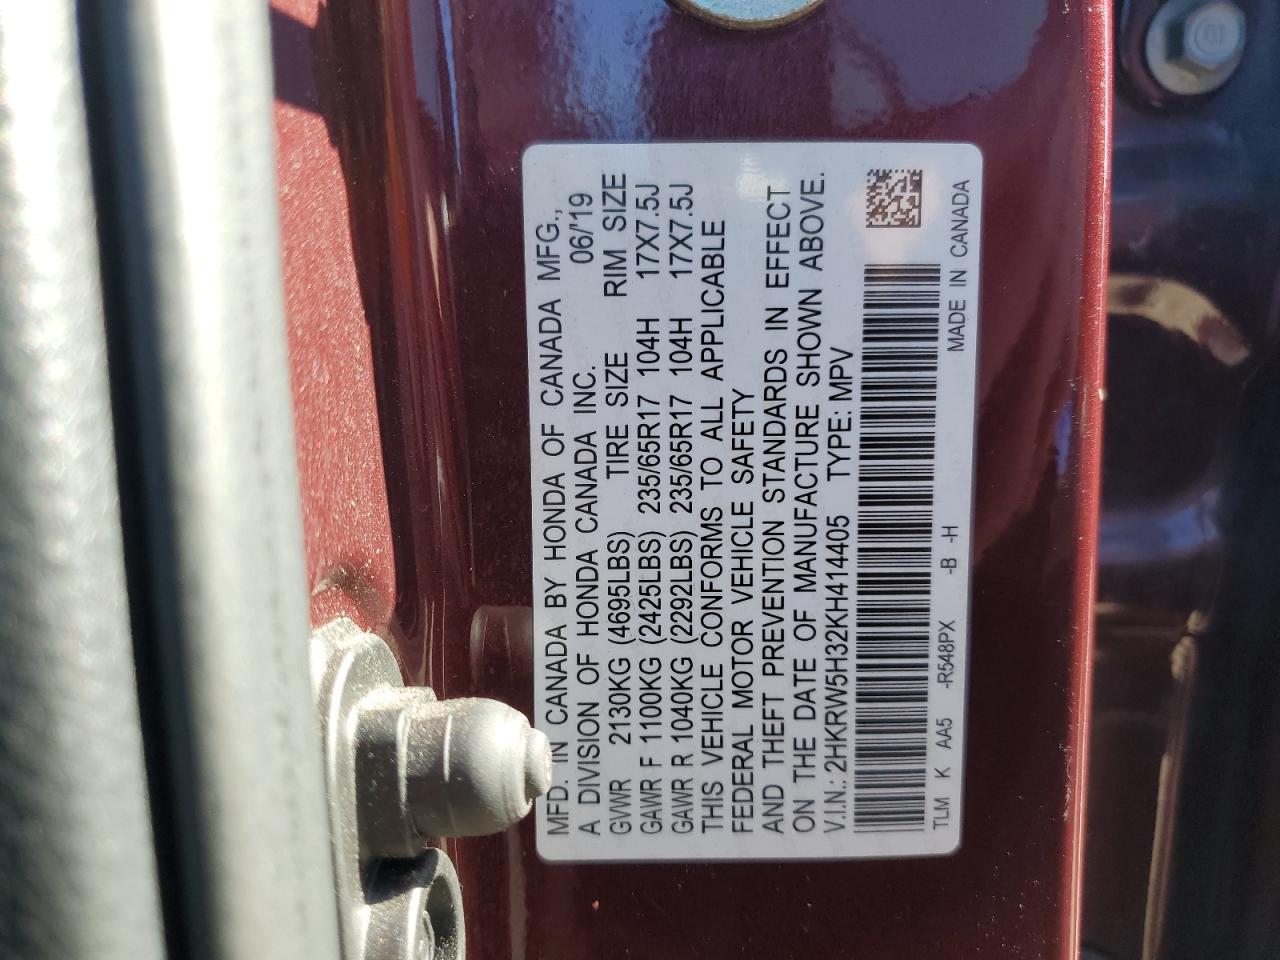 MFD. IN CANADA BY HONDA OF CANADA MFG.,
A DIVISION OF HONDA CANADA INC. 06/'19
GVWR 2130KG (4695LBS) TIRE SIZE RIM SIZE
GAWR F 1100KG (2425LBS) 235/65R17 104H 17X7.5J
GAWR R 1040KG (2292LBS) 235/65R17 104H 17X7.5J
THIS VEHICLE CONFORMS TO ALL APPLICABLE
FEDERAL MOTOR VEHICLE SAFETY
AND THEFT PREVENTION STANDARDS IN EFFECT
ON THE DATE OF MANUFACTURE SHOWN ABOVE.
V.I.N.: 2HKRW5H32KH414405 TYPE: MPV
TLM K AA5 -R548PX -B -H MADE IN CANADA